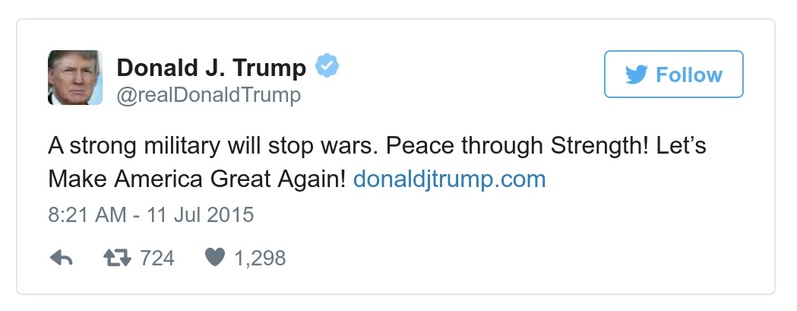 Donald J. Trump
@realDonaldTrump
Follow
A strong military will stop wars. Peace through Strength! Let’s
Make America Great Again! donaldjtrump.com
8:21 AM - 11 Jul 2015
724 1,298